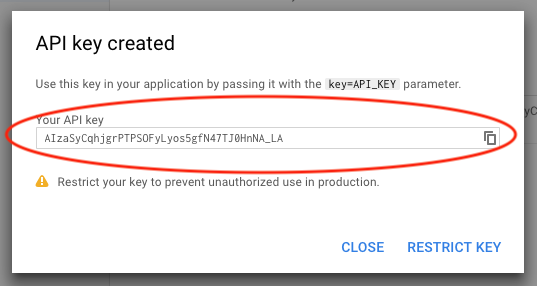 API key created
Use this key in your application by passing it with the key=API_KEY parameter.
Your API key
AIzaSyCqhjgrPTPSOFyLyos5gfN47TJ0HnNA_LA
Restrict your key to prevent unauthorized use in production.
CLOSE RESTRICT KEY